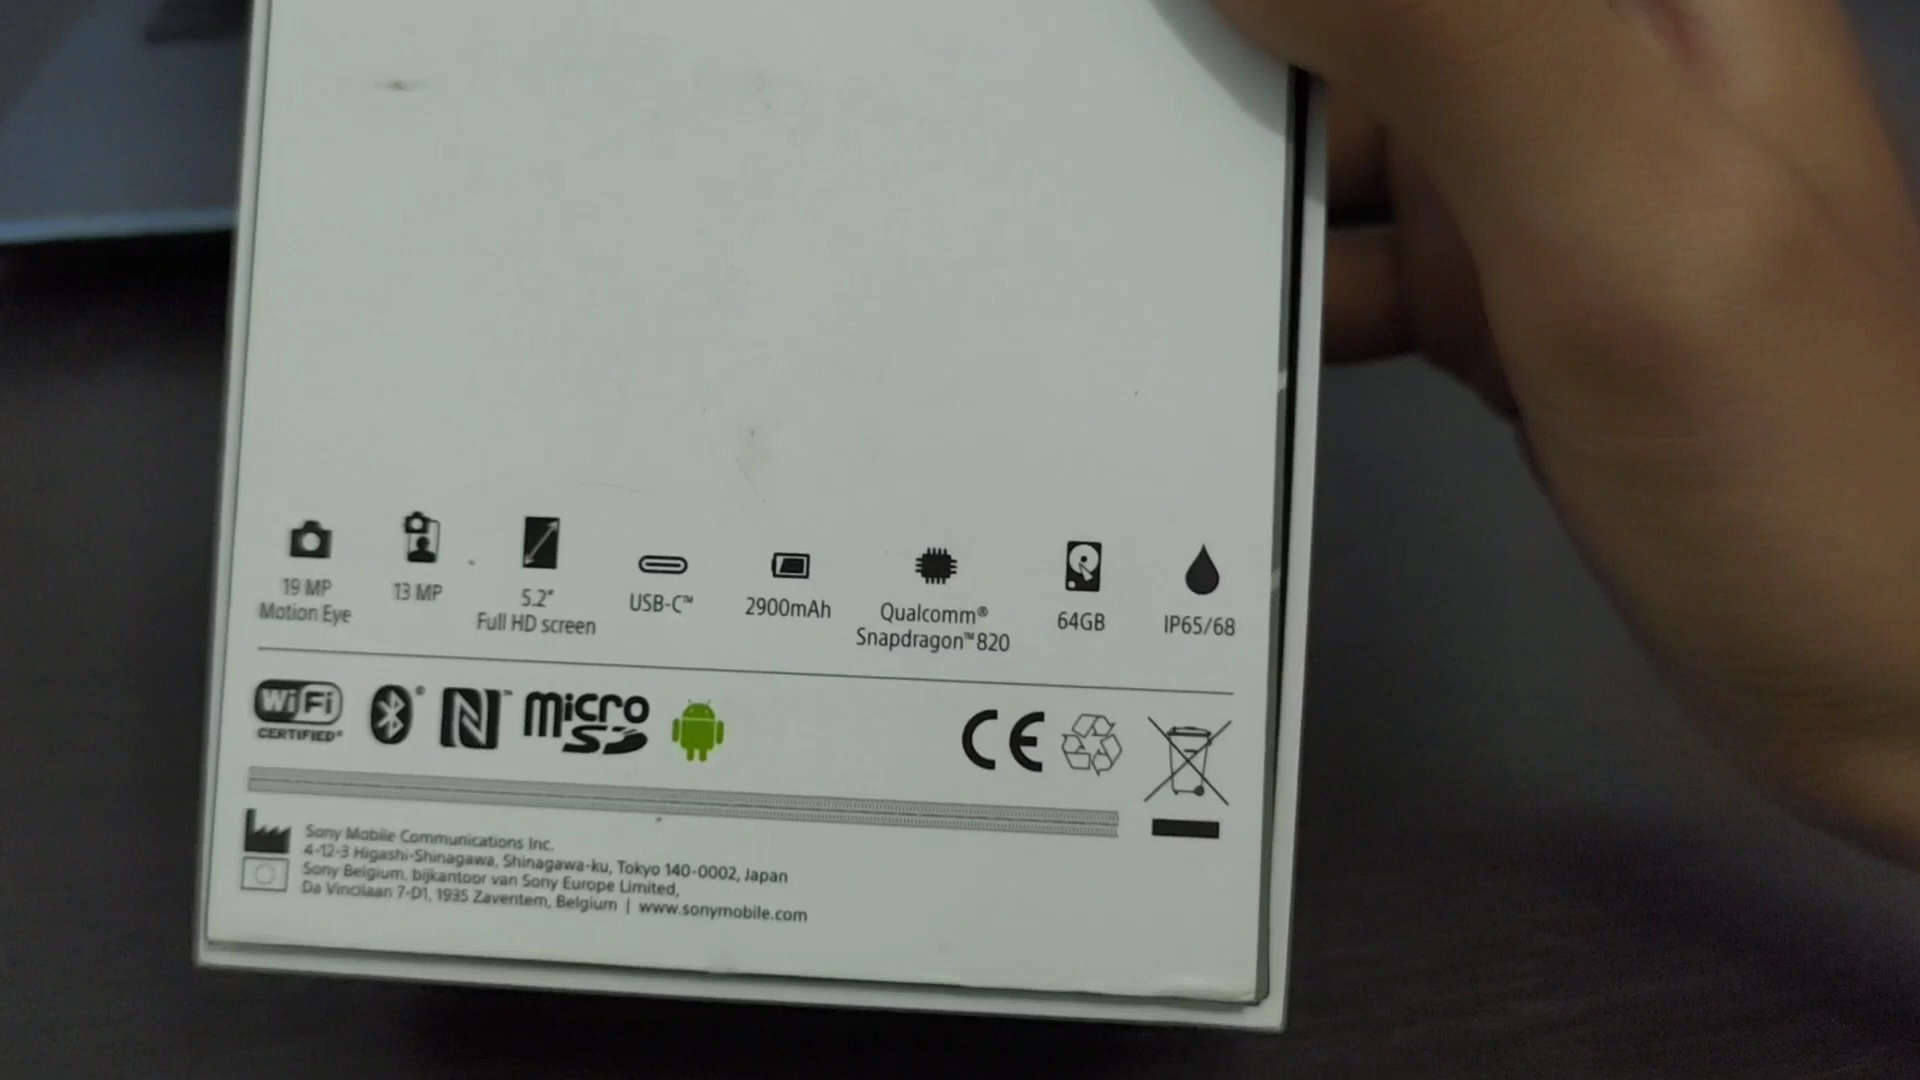 19 MP
Motion Eye
13 MP
5.2"
Full HD screen
USB-C™
2900mAh
Qualcomm®
Snapdragon™ 820
64GB
IP65/68
Wi Fi
CERTIFIED®
micro
SD
CE
Sony Mobile Communications Inc.
4-12-3 Higashi-Shinagawa, Shinagawa-ku, Tokyo 140-0002, Japan
Sony Belgium, bijkantoor van Sony Europe Limited,
Da Vincilaan 7-D1, 1935 Zaventem, Belgium | www.sonymobile.com